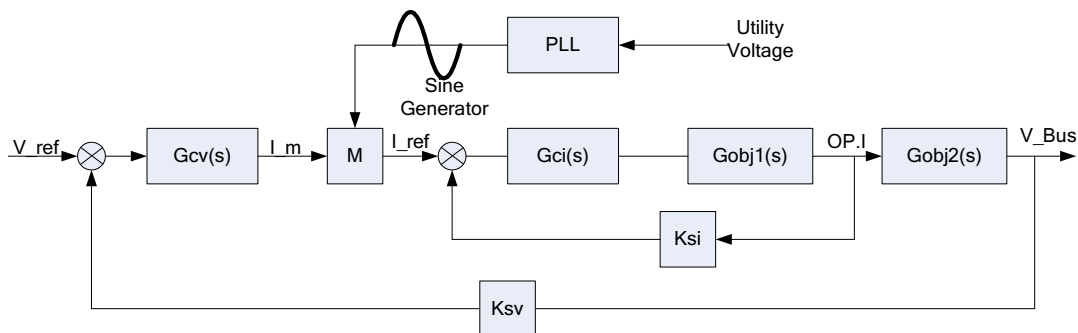 PLL
Utility
Voltage
Sine
Generator
V_ref
Gcv(s)
I_m
M
I_ref
Gci(s)
Gobj1(s)
OP.I
Gobj2(s)
V_Bus
Ksi
Ksv